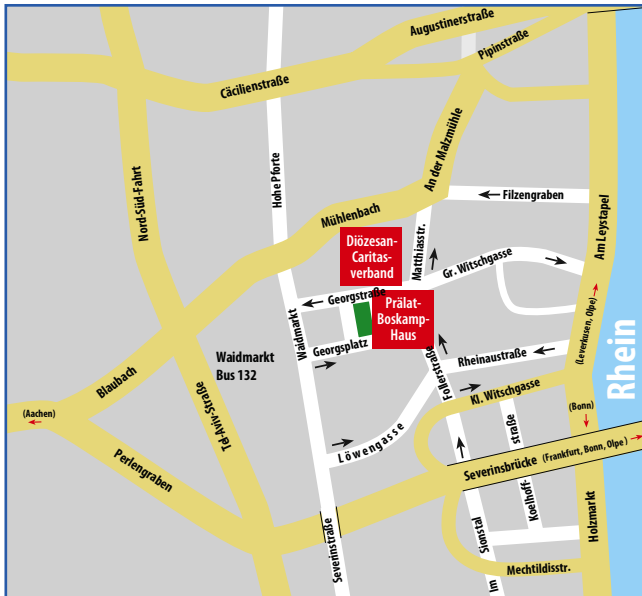 Augustinerstraße
Pipinstraße
Cäcilienstraße
Hohe Pforte
An der Malzmühle
Nord-Süd-Fahrt
Filzengraben
Mühlenbach
Am Leystapel
Matthiasstr.
Diözesan-
Caritas-
verband
Gr. Witschgasse
Georgstraße
Prälat-
Boskamp-
Haus
(Leverkusen, Olpe)
Waidmarkt
Georgsplatz
Rhein
Waidmarkt
Bus 132
Follerstraße
Rheinaustraße
Blaubach
Kl. Witschgasse
(Aachen)
(Bonn)
Tel-Aviv-Straße
Löwengasse
Koelhoff-
straße
Severinsbrücke
(Frankfurt, Bonn, Olpe)
Perlengraben
Holzmarkt
Severinstraße
Im Sionstal
Mechtildisstr.